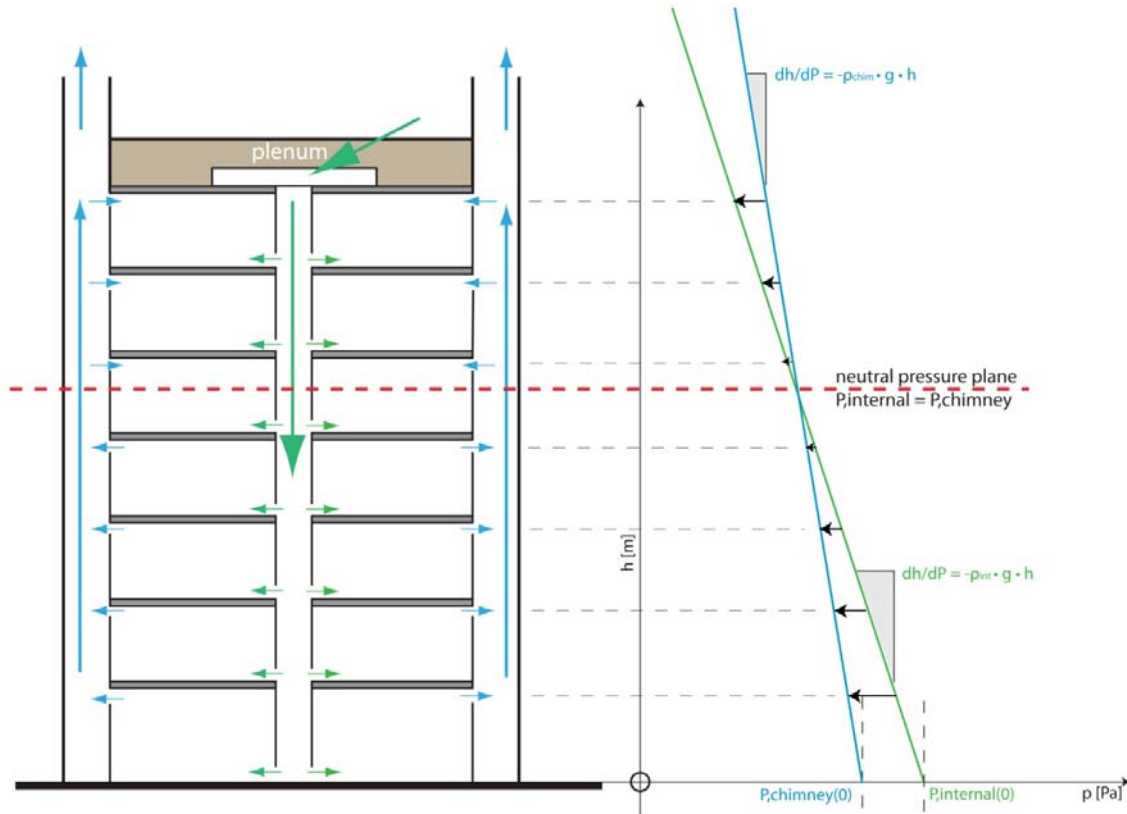 plenum
dh/dP = -ρchim • g • h
neutral pressure plane
P,internal = P,chimney
h [m]
dh/dP = -ρint • g • h
P,chimney(0)
P,internal(0)
p [Pa]